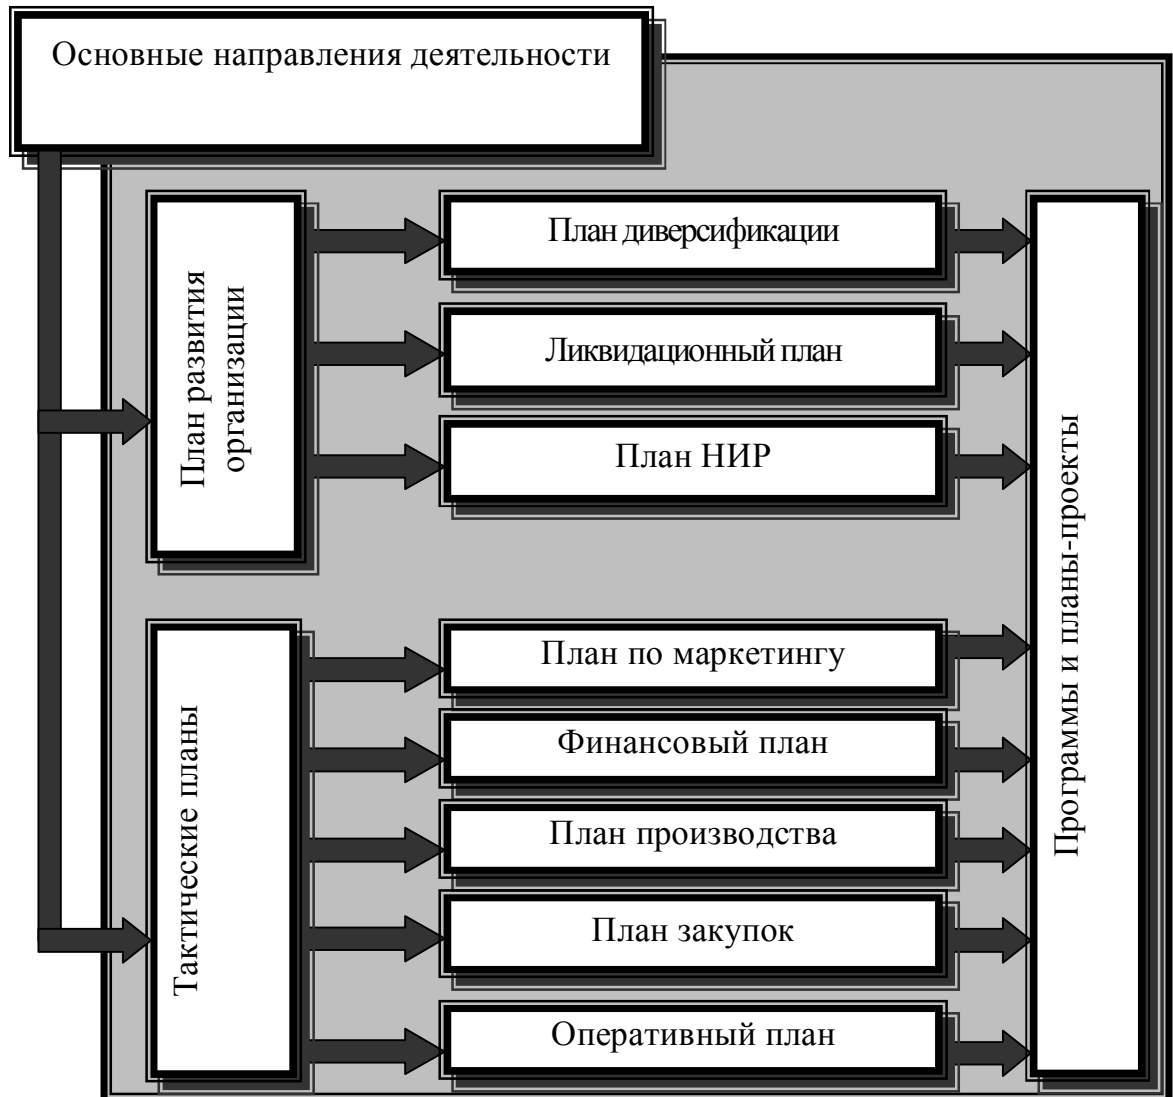 Основные направления деятельности
План развития
организации
План диверсификации
Ликвидационный план
План НИР
Тактические планы
План по маркетингу
Финансовый план
План производства
План закупок
Оперативный план
Программы и планы-проекты